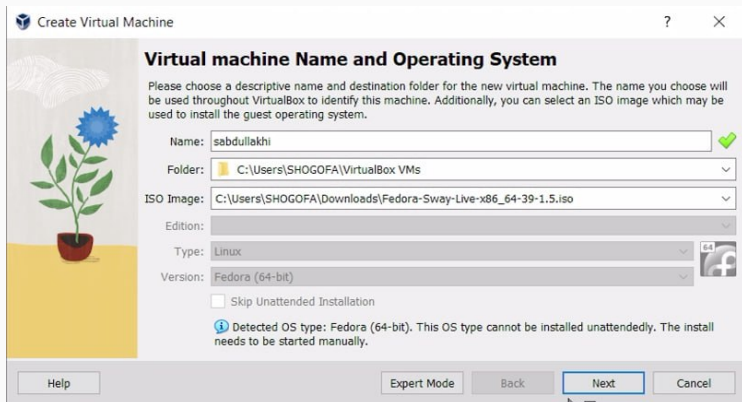 Create Virtual Machine
Virtual machine Name and Operating System
Please choose a descriptive name and destination folder for the new virtual machine. The name you choose will
be used throughout VirtualBox to identify this machine. Additionally, you can select an ISO image which may be
used to install the guest operating system.
Name: sabdullakhi
Folder: C:\Users\SHOGOFA\VirtualBox VMs
ISO Image: C:\Users\SHOGOFA\Downloads\Fedora-Sway-Live-x86_64-39-1.5.iso
Edition:
Type: Linux
64
Version: Fedora (64-bit)
Skip Unattended Installation
Detected OS type: Fedora (64-bit). This OS type cannot be installed unattendedly. The install
needs to be started manually.
Help Expert Mode Back Next Cancel